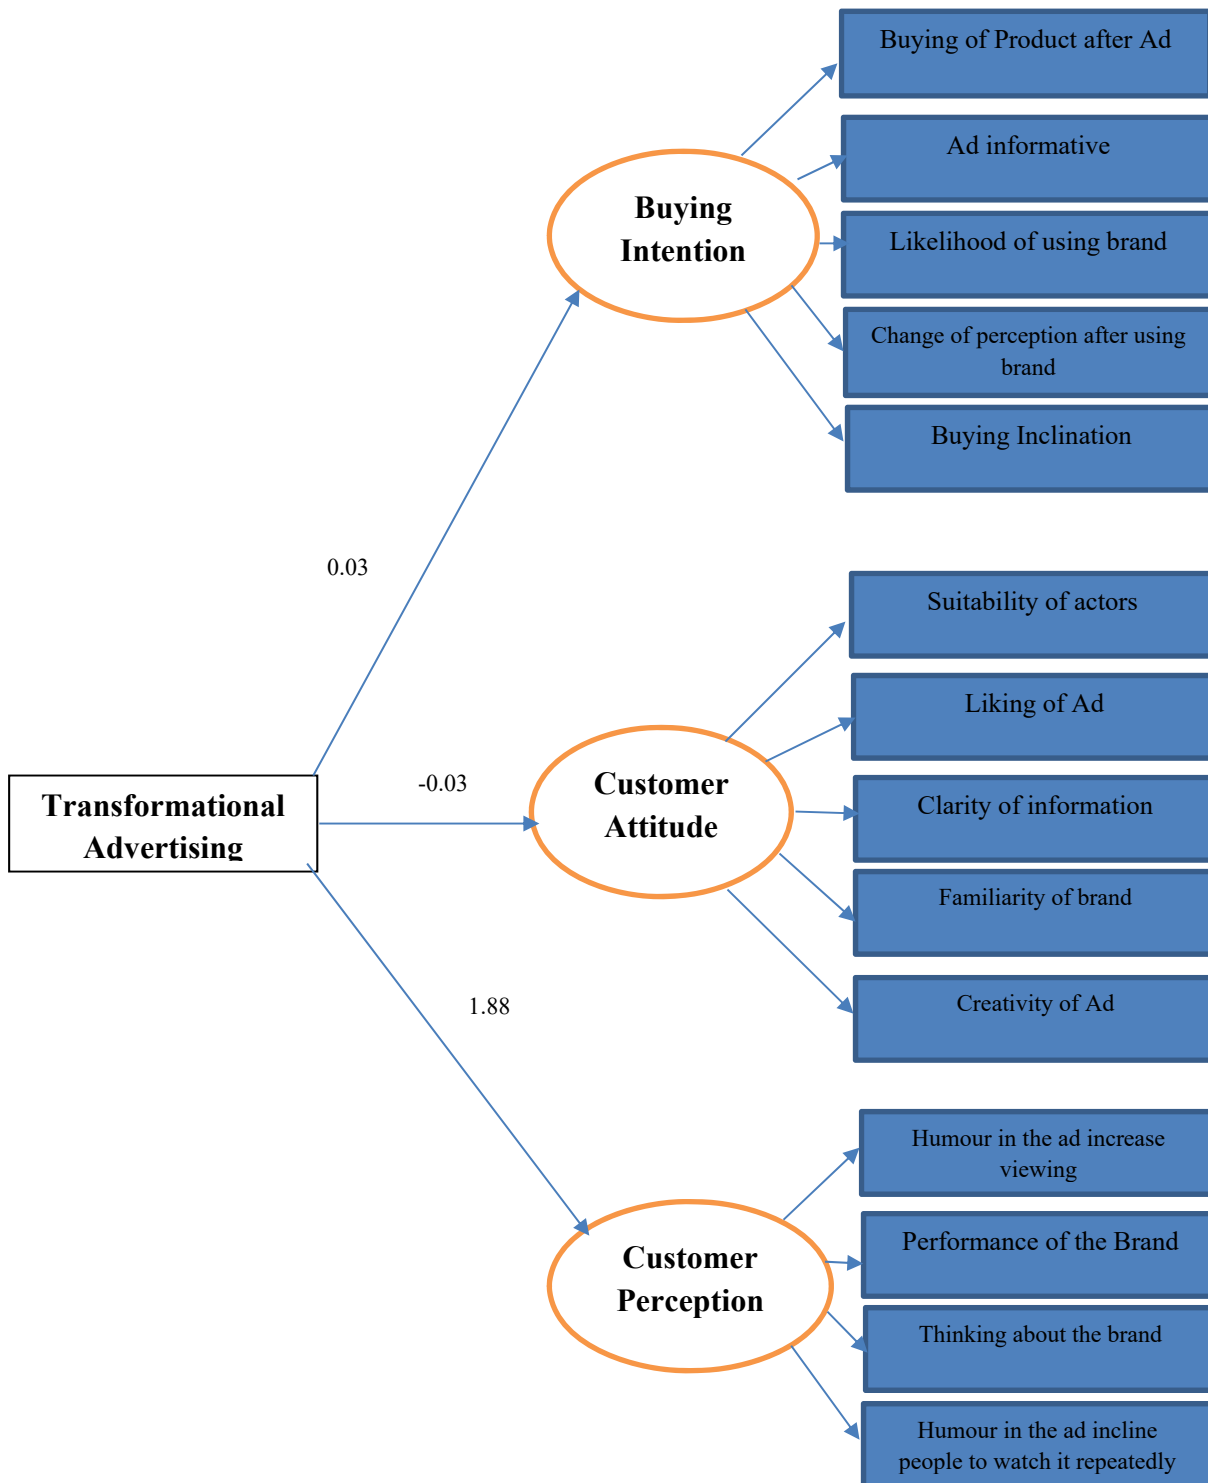 Buying of Product after Ad
Ad informative
Buying
Intention
Likelihood of using brand
Change of perception after using
brand
Buying Inclination
0.03
Suitability of actors
Liking of Ad
-0.03
Customer
Attitude
Transformational
Advertising
Clarity of information
Familiarity of brand
Creativity of Ad
1.88
Humour in the ad increase
viewing
Performance of the Brand
Customer
Perception
Thinking about the brand
Humour in the ad incline
people to watch it repeatedly